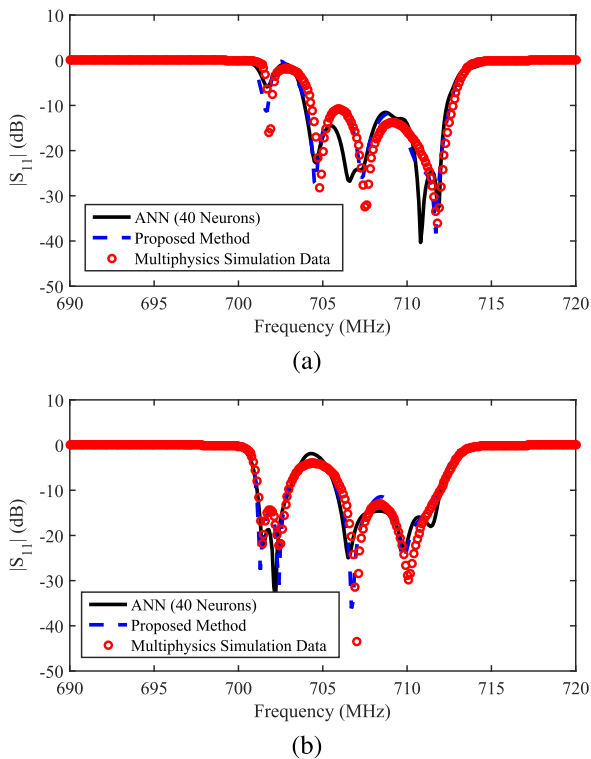 10
0
-10
-20
-30
-40
-50
|S11| (dB)
ANN (40 Neurons)
Proposed Method
Multiphysics Simulation Data
690 695 700 705 710 715 720
Frequency (MHz)
(a)
10
0
-10
-20
-30
-40
-50
|S11| (dB)
ANN (40 Neurons)
Proposed Method
Multiphysics Simulation Data
690 695 700 705 710 715 720
Frequency (MHz)
(b)